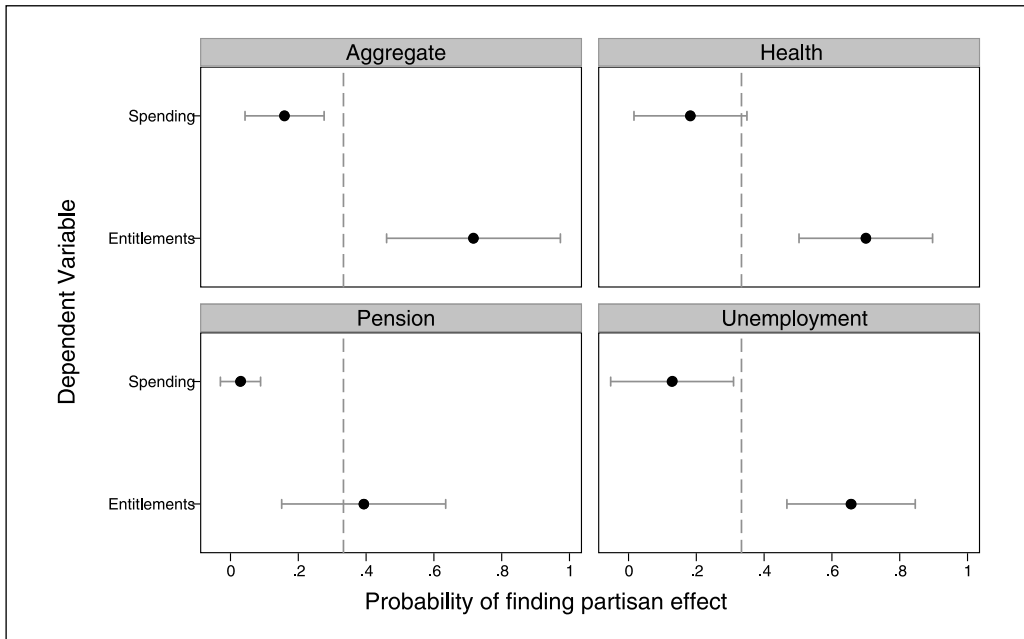 Aggregate
Health
Spending
Entitlements
Pension
Unemployment
Spending
Entitlements
0 .2 .4 .6 .8 1
0 .2 .4 .6 .8 1
Dependent Variable
Probability of finding partisan effect